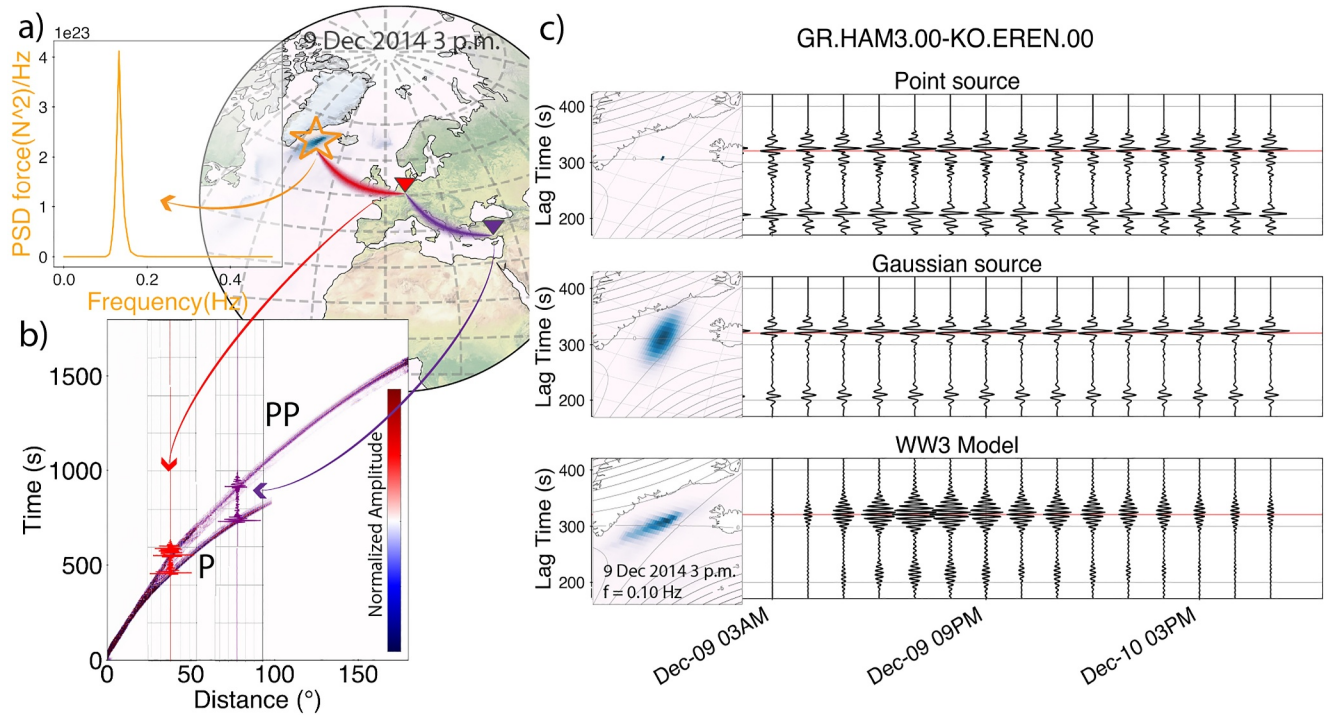 a)
1e23
9 Dec 2014 3 p.m.
PSD force(N^2)/Hz
4
3
2
1
0
0.0
0.2
0.4
Frequency(Hz)
b)
1500
1000
500
0
Time (s)
PP
P
Normalized Amplitude
0
50
100
150
Distance (°)
c)
GR.HAM3.00-KO.EREN.00
Point source
Lag Time (s)
400
300
200
Gaussian source
Lag Time (s)
400
300
200
WW3 Model
Lag Time (s)
400
300
200
9 Dec 2014 3 p.m.
f = 0.10 Hz
Dec-09 03AM
Dec-09 09PM
Dec-10 03PM